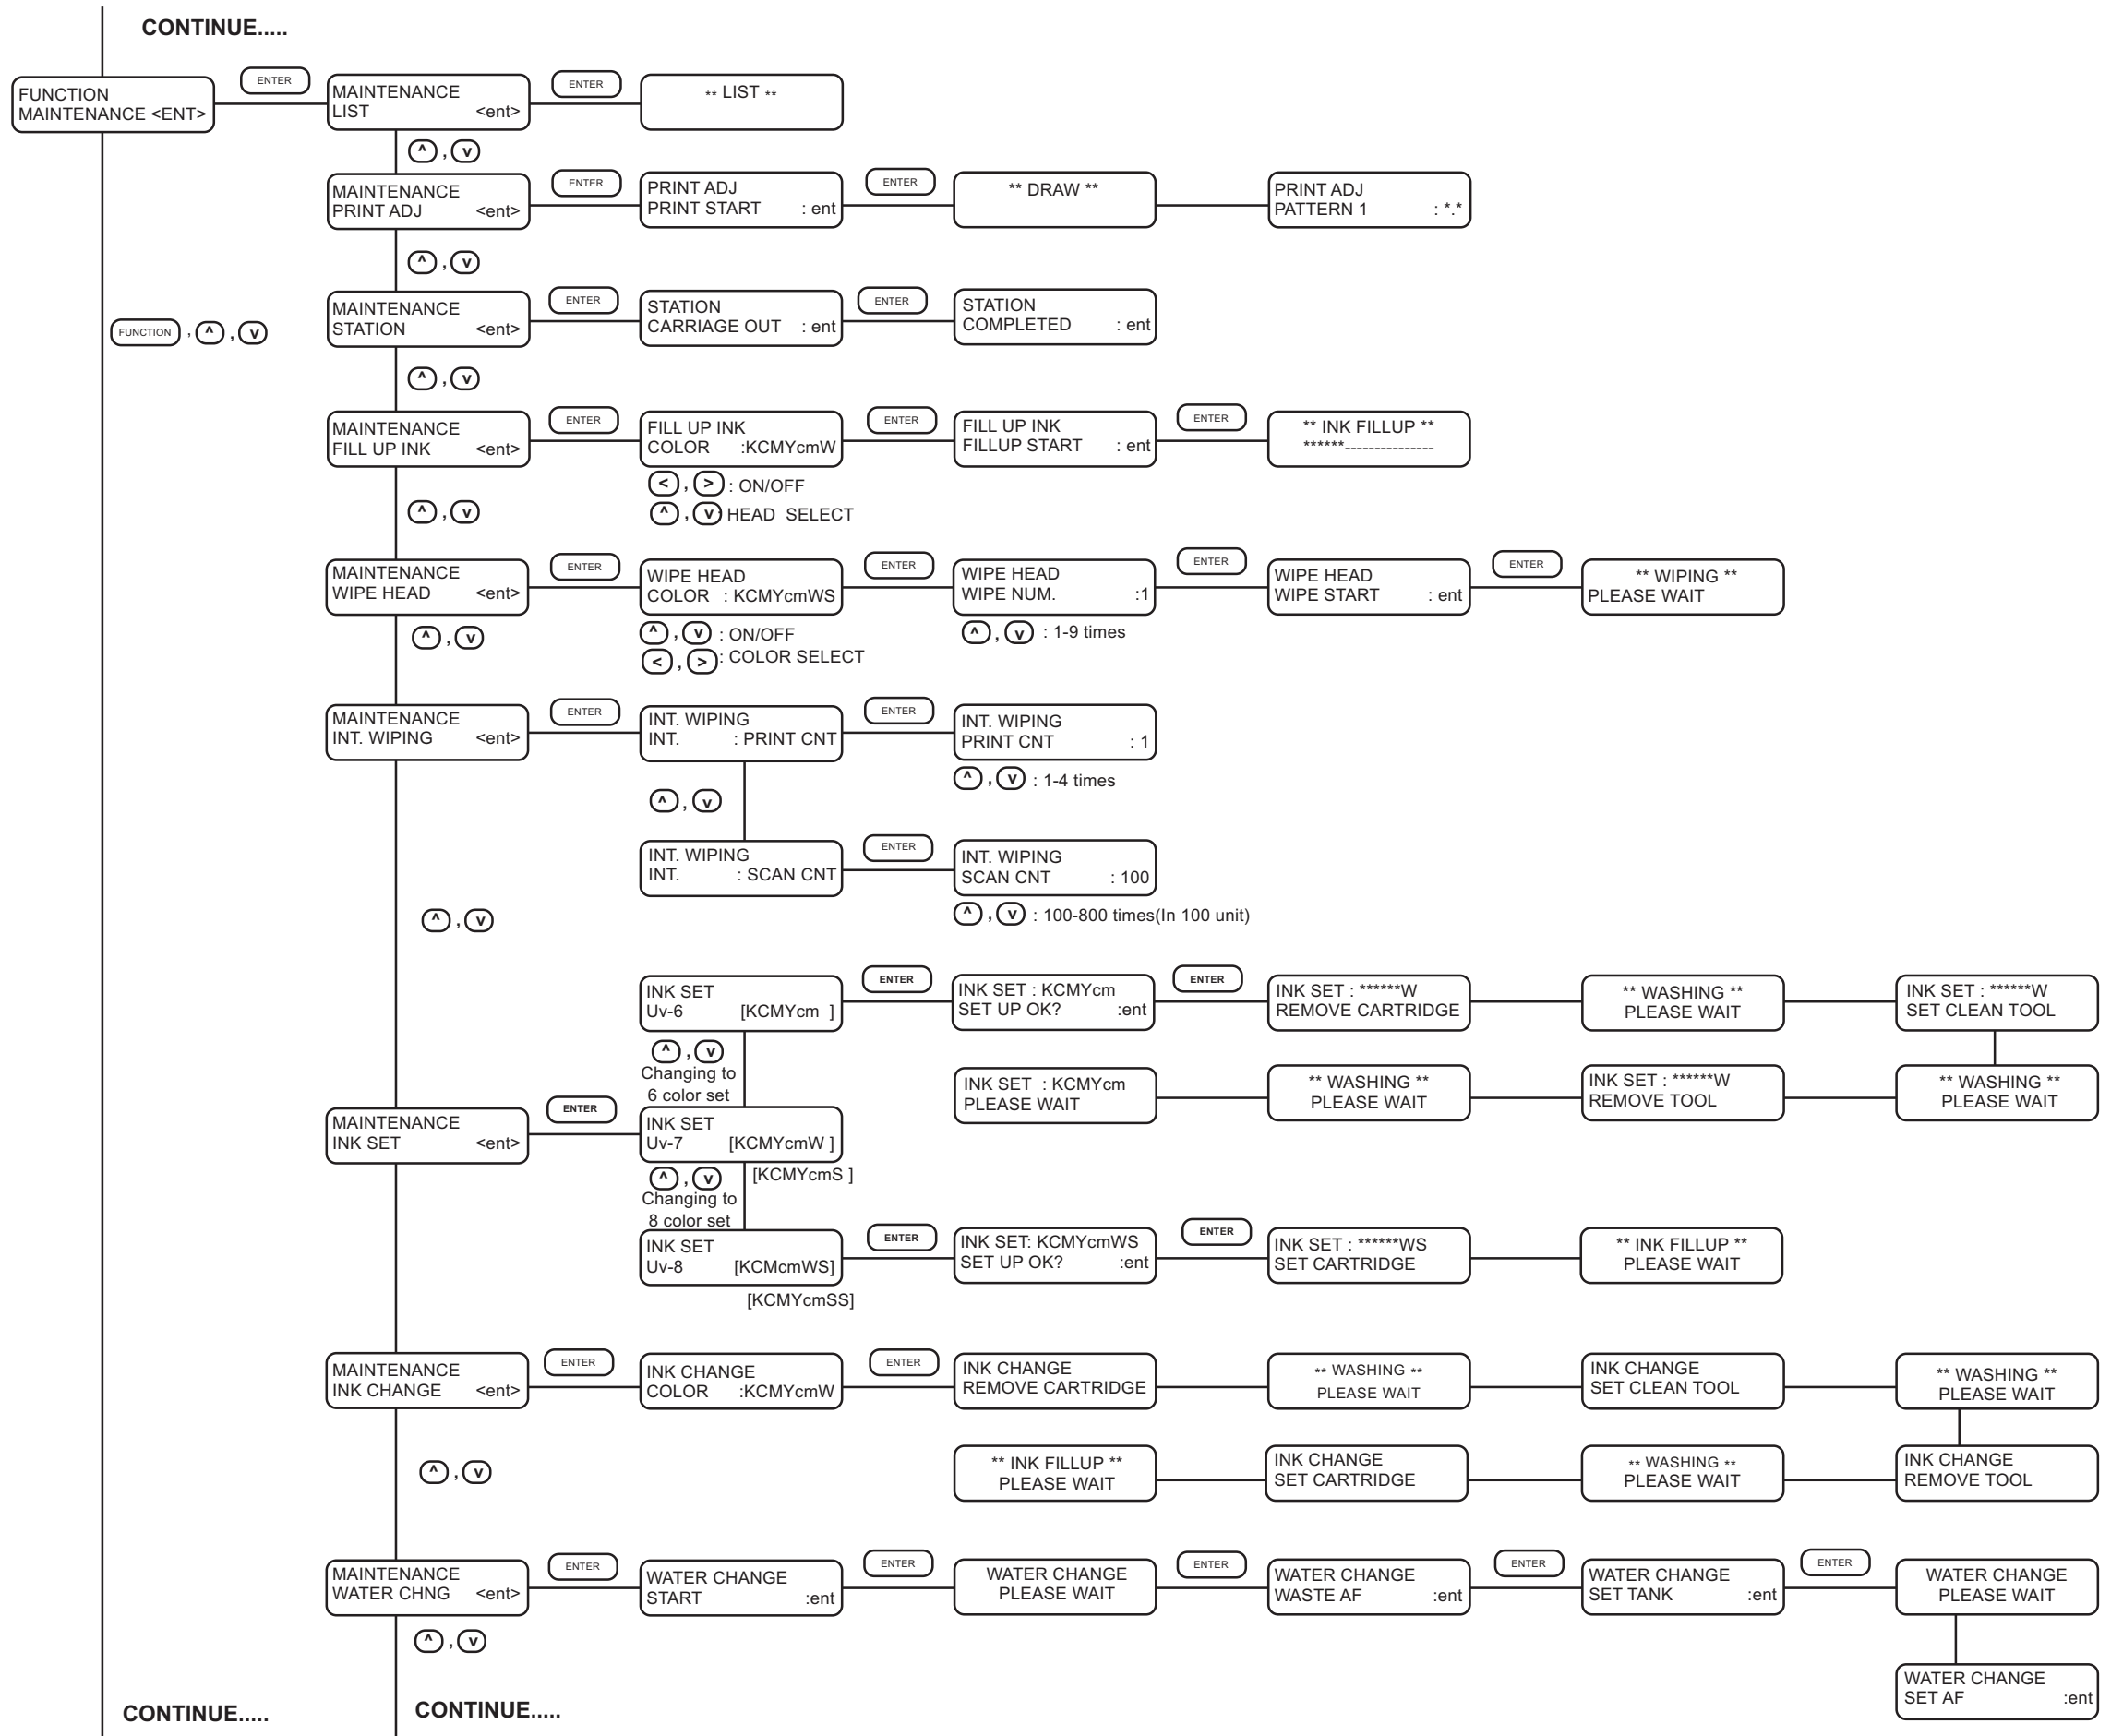 CONTINUE.....
FUNCTION
MAINTENANCE <ENT>
ENTER
MAINTENANCE
LIST <ent>
ENTER
** LIST **
^ , v
MAINTENANCE
PRINT ADJ <ent>
ENTER
PRINT ADJ
PRINT START : ent
ENTER
** DRAW **
PRINT ADJ
PATTERN 1 : *.*
^ , v
MAINTENANCE
STATION <ent>
ENTER
STATION
CARRIAGE OUT : ent
ENTER
STATION
COMPLETED : ent
FUNCTION , ^ , v
^ , v
MAINTENANCE
FILL UP INK <ent>
ENTER
FILL UP INK
COLOR :KCMYcmW
< , > : ON/OFF
^ , v : HEAD SELECT
ENTER
FILL UP INK
FILLUP START : ent
ENTER
** INK FILLUP **
******---------------
^ , v
MAINTENANCE
WIPE HEAD <ent>
ENTER
WIPE HEAD
COLOR : KCMYcmWS
^ , v : ON/OFF
< , > : COLOR SELECT
ENTER
WIPE HEAD
WIPE NUM. :1
^ , v : 1-9 times
ENTER
WIPE HEAD
WIPE START : ent
ENTER
** WIPING **
PLEASE WAIT
^ , v
MAINTENANCE
INT. WIPING <ent>
ENTER
INT. WIPING
INT. : PRINT CNT
ENTER
INT. WIPING
PRINT CNT : 1
^ , v : 1-4 times
^ , v
INT. WIPING
INT. : SCAN CNT
ENTER
INT. WIPING
SCAN CNT : 100
^ , v : 100-800 times(In 100 unit)
^ , v
INK SET
Uv-6 [KCMYcm ]
ENTER
INK SET : KCMYcm
SET UP OK? :ent
ENTER
INK SET : ******W
REMOVE CARTRIDGE
** WASHING **
PLEASE WAIT
INK SET : ******W
SET CLEAN TOOL
^ , v
Changing to
6 color set
INK SET : KCMYcm
PLEASE WAIT
** WASHING **
PLEASE WAIT
INK SET : ******W
REMOVE TOOL
** WASHING **
PLEASE WAIT
MAINTENANCE
INK SET <ent>
ENTER
INK SET
Uv-7 [KCMYcmW ]
[KCMYcmS ]
^ , v
Changing to
8 color set
INK SET
Uv-8 [KCMcmWS]
[KCMYcmSS]
ENTER
INK SET: KCMYcmWS
SET UP OK? :ent
ENTER
INK SET : ******WS
SET CARTRIDGE
** INK FILLUP **
PLEASE WAIT
MAINTENANCE
INK CHANGE <ent>
ENTER
INK CHANGE
COLOR :KCMYcmW
ENTER
INK CHANGE
REMOVE CARTRIDGE
** WASHING **
PLEASE WAIT
INK CHANGE
SET CLEAN TOOL
** WASHING **
PLEASE WAIT
^ , v
** INK FILLUP **
PLEASE WAIT
INK CHANGE
SET CARTRIDGE
** WASHING **
PLEASE WAIT
INK CHANGE
REMOVE TOOL
MAINTENANCE
WATER CHNG <ent>
ENTER
WATER CHANGE
START :ent
ENTER
WATER CHANGE
PLEASE WAIT
ENTER
WATER CHANGE
WASTE AF :ent
ENTER
WATER CHANGE
SET TANK :ent
ENTER
WATER CHANGE
PLEASE WAIT
^ , v
WATER CHANGE
SET AF :ent
CONTINUE.....
CONTINUE.....